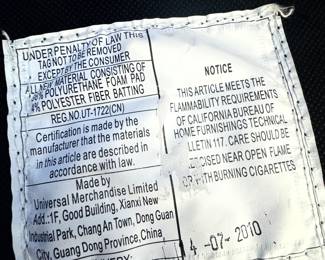 UNDER PENALTY OF LAW THIS
TAG NOT TO BE REMOVED
EXCEPT BY THE CONSUMER
ALL NEW MATERIAL CONSISTING OF
POLYURETHANE FOAM PAD
4% POLYESTER FIBER BATTING
REG.NO.UT-1722(CN)
Certification is made by the
manufacturer that the materials
in this article are described in
accordance with law.
Made by
Universal Merchandise Limited
Add.:1F, Good Building, Xianxi New
Industrial Park, Chang An Town, Dong Guan
City, Guang Dong Province,China
NOTICE
THIS ARTICLE MEETS THE
FLAMMABILITY REQUIREMENTS
OF CALIFORNIA BUREAU OF
HOME FURNISHINGS TECHNICAL
LLETIN 117. CARE SHOULD BE
CISED NEAR OPEN FLAME
TH BURNING CIGARETTES
4 -07- 2010